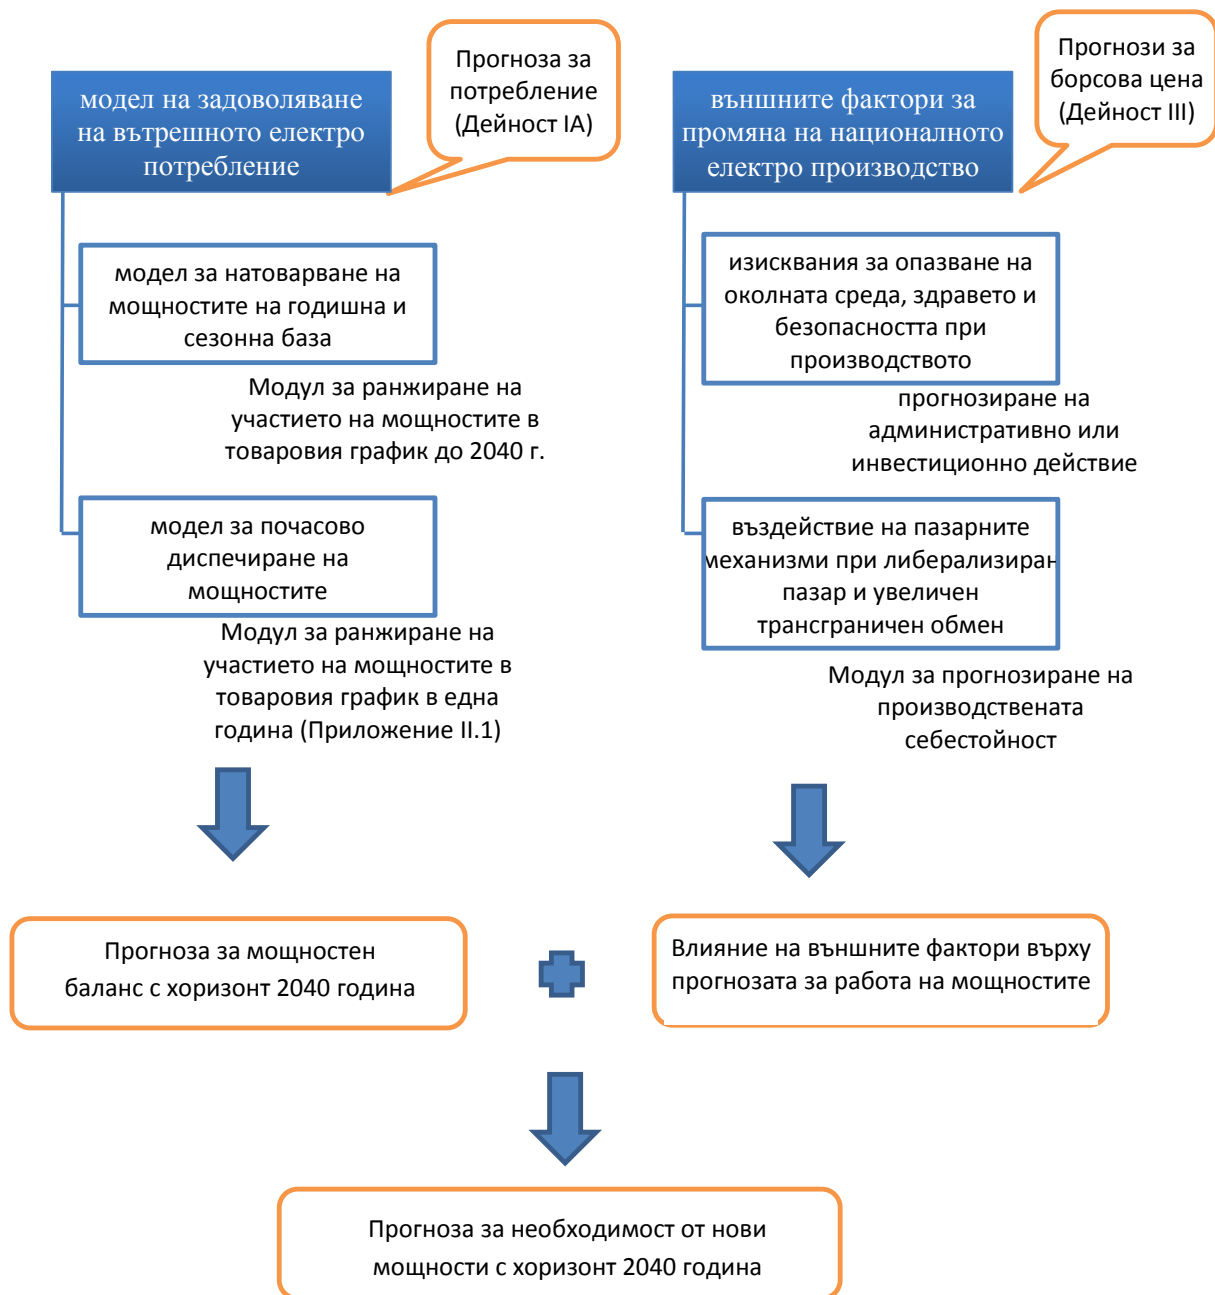 Прогноза за
потребление
(Дейност IA)
модел на задоволяване
на вътрешното електро
потребление
модел за натоварване на
мощностите на годишна и
сезонна база
Модул за ранжиране на
участието на мощностите в
товаровия график до 2040 г.
модел за почасово
диспечиране на
мощностите
Модул за ранжиране на
участието на мощностите в
товаровия график в една
година (Приложение II.1)
Прогнози за
борсова цена
(Дейност III)
външните фактори за
промяна на националното
електро производство
изисквания за опазване на
околната среда, здравето и
безопасността при
производството
прогнозиране на
административно или
инвестиционно действие
въздействие на пазарните
механизми при либерализиран
пазар и увеличен
трансграничен обмен
Модул за прогнозиране на
производствената
себестойност
Прогноза за мощностен
баланс с хоризонт 2040 година
Влияние на външните фактори върху
прогнозата за работа на мощностите
Прогноза за необходимост от нови
мощности с хоризонт 2040 година